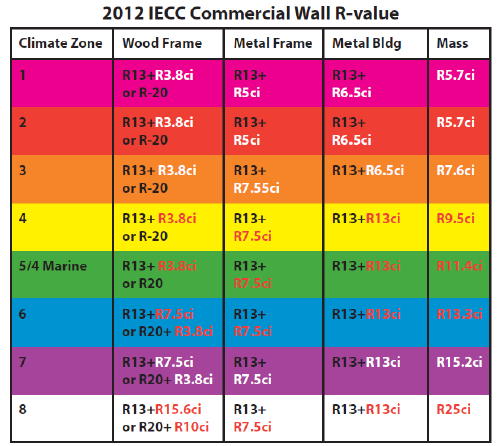 2012 IECC Commercial Wall R-value
Climate Zone Wood Frame Metal Frame Metal Bldg Mass
1 R13+R3.8ci R13+ R13+ R5.7ci
or R-20 R5ci R6.5ci
2 R13+R3.8ci R13+ R13+ R5.7ci
or R-20 R5ci R6.5ci
3 R13+ R3.8ci R13+ R13+R6.5ci R7.6ci
or R-20 R7.55ci
4 R13+ R3.8ci R13+ R13+R13ci R9.5ci
or R-20 R7.5ci
5/4 Marine R13+ R3.8ci R13+ R13+R13ci R11.4ci
or R20 R7.5ci
6 R13+R7.5ci R13+ R13+R13ci R13.3ci
or R20+ R3.8ci R7.5ci
7 R13+R7.5ci R13+ R13+R13ci R15.2ci
or R20+ R3.8ci R7.5ci
8 R13+R15.6ci R13+ R13+R13ci R25ci
or R20+ R10ci R7.5ci